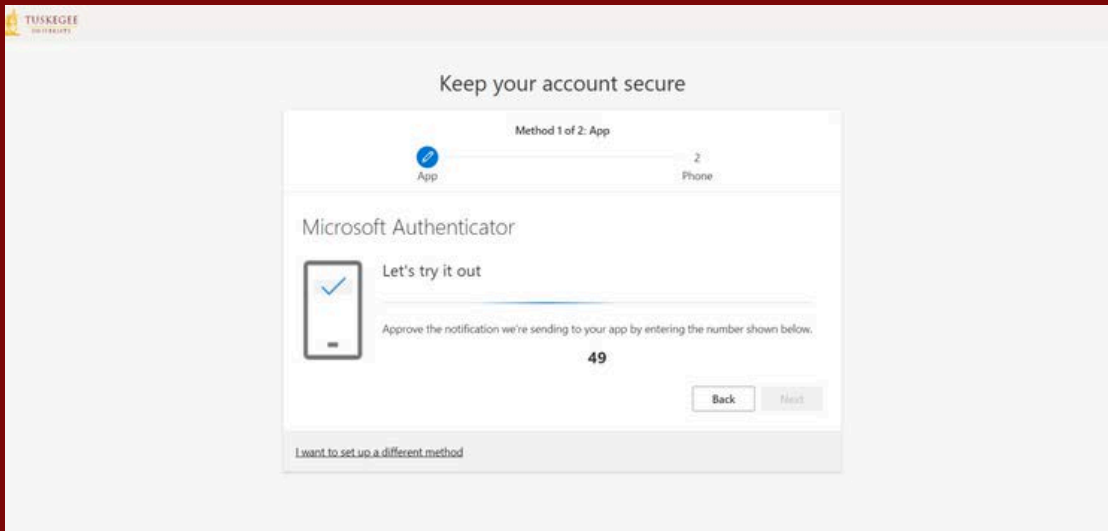 TUSKEGEE
UNIVERSITY
Keep your account secure
Method 1 of 2: App
App
2
Phone
Microsoft Authenticator
Let's try it out
Approve the notification we're sending to your app by entering the number shown below.
49
Back
Next
I want to set up a different method